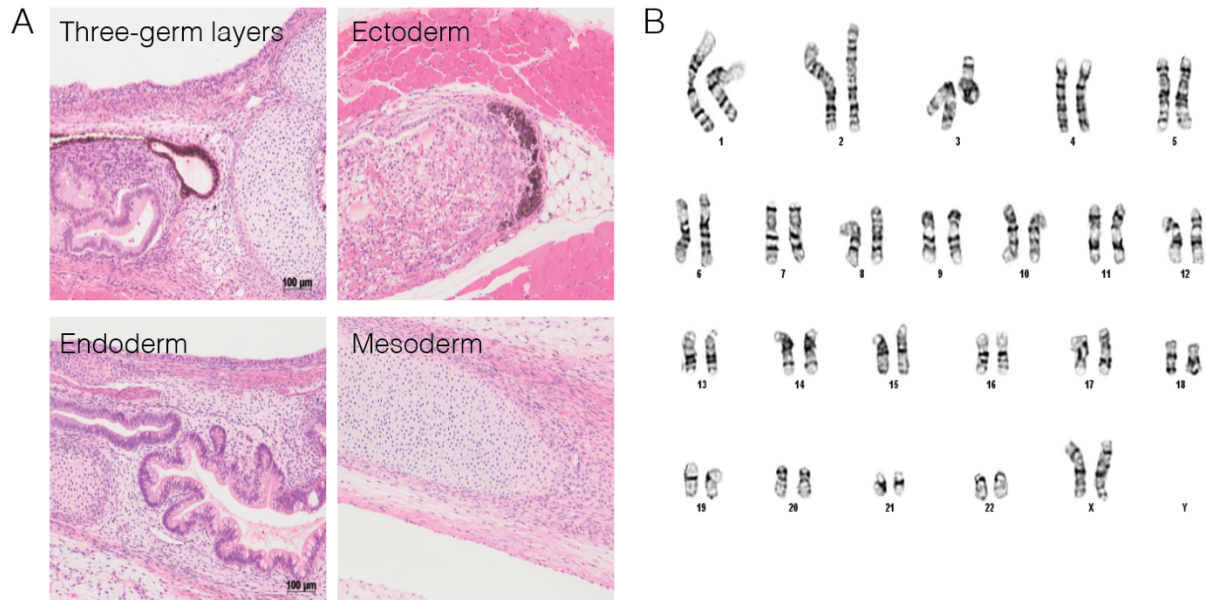 A
Three-germ layers
Ectoderm
100 µm
Endoderm
Mesoderm
100 µm
B
1 2 3 4 5
6 7 8 9 10 11 12
13 14 15 16 17 18
19 20 21 22 X Y